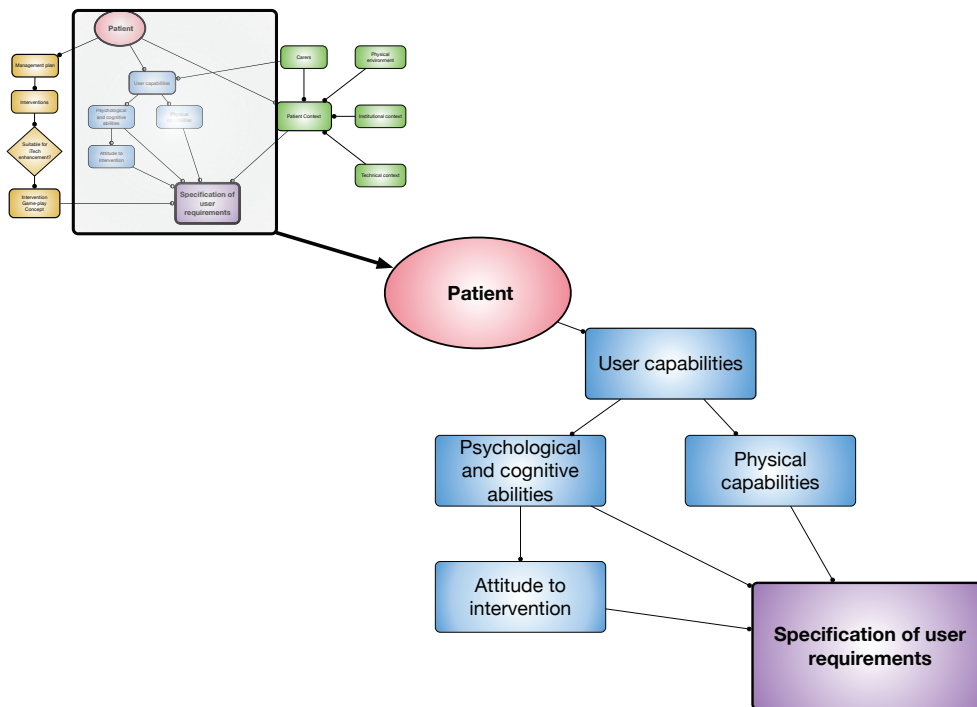 Patient
Management plan
Carers
Physical
environment
User capabilities
Interventions
Psychological
and cognitive
abilities
Physical
Patient Context
Institutional context
Suitable for
iTech
enhancement?
Attitude to
intervention
Technical context
Intervention
Game-play
Concept
Specification of
user
requirements
Patient
User capabilities
Psychological
and cognitive
abilities
Physical
capabilities
Attitude to
intervention
Specification of user
requirements